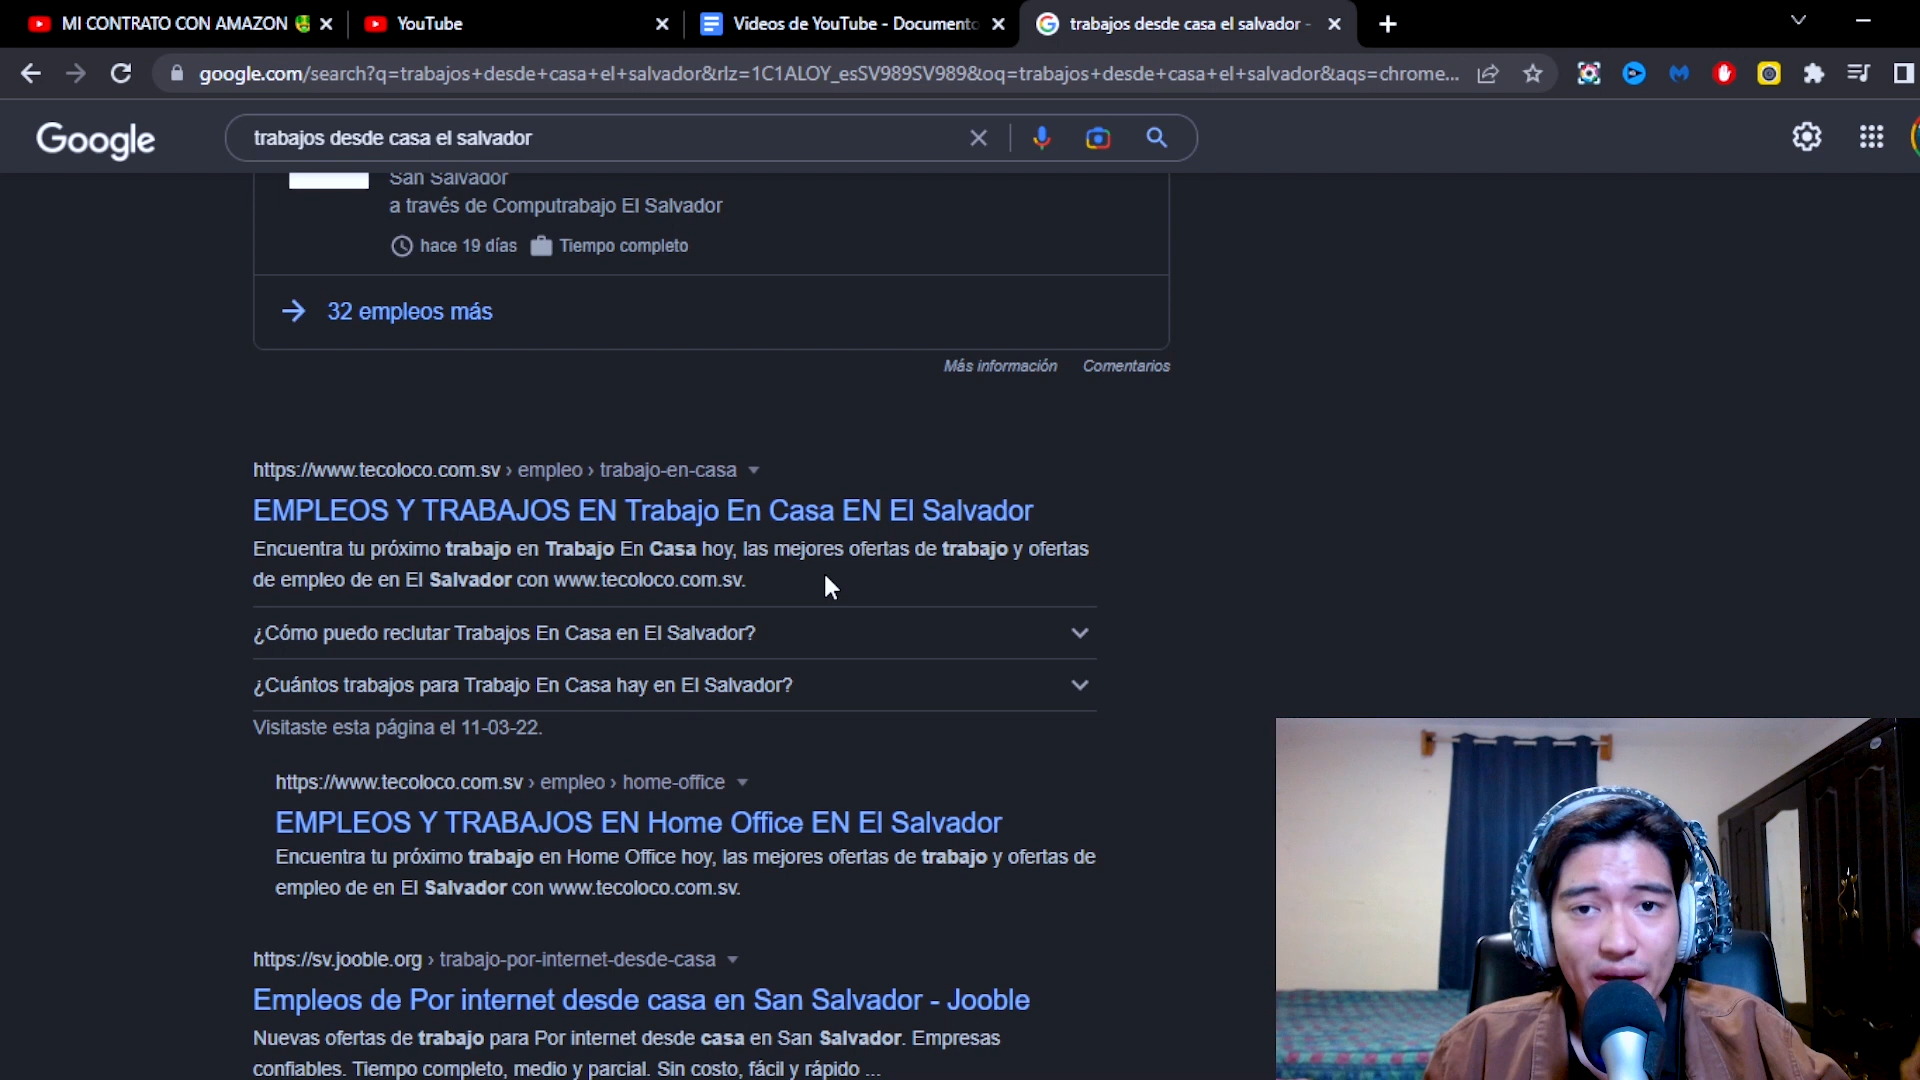 MI CONTRATO CON AMAZON
YouTube
Videos de YouTube - Documento
trabajos desde casa el salvador -
google.com/search?q=trabajos+desde+casa+el+salvador&rlz=1C1ALOY_esSV989SV989&oq=trabajos+desde+casa+el+salvador&aqs=chrome...
Google
trabajos desde casa el salvador
San Salvador
a través de Computrabajo El Salvador
hace 19 días
Tiempo completo
32 empleos más
Más información
Comentarios
https://www.tecoloco.com.sv › empleo › trabajo-en-casa
EMPLEOS Y TRABAJOS EN Trabajo En Casa EN El Salvador
Encuentra tu próximo trabajo en Trabajo En Casa hoy, las mejores ofertas de trabajo y ofertas
de empleo de en El Salvador con www.tecoloco.com.sv.
¿Cómo puedo reclutar Trabajos En Casa en El Salvador?
¿Cuántos trabajos para Trabajo En Casa hay en El Salvador?
Visitaste esta página el 11-03-22.
https://www.tecoloco.com.sv › empleo › home-office
EMPLEOS Y TRABAJOS EN Home Office EN El Salvador
Encuentra tu próximo trabajo en Home Office hoy, las mejores ofertas de trabajo y ofertas de
empleo de en El Salvador con www.tecoloco.com.sv.
https://sv.jooble.org › trabajo-por-internet-desde-casa
Empleos de Por internet desde casa en San Salvador - Jooble
Nuevas ofertas de trabajo para Por internet desde casa en San Salvador. Empresas
confiables. Tiempo completo, medio y parcial. Sin costo, fácil y rápido ...